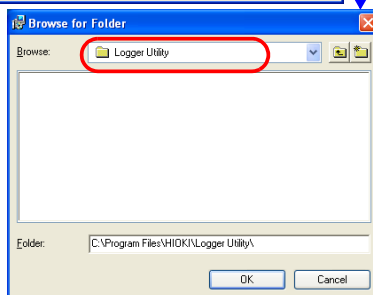 Browse for Folder
Browse: Logger Utility
Folder: C:\Program Files\HIOKI\Logger Utility\
OK Cancel